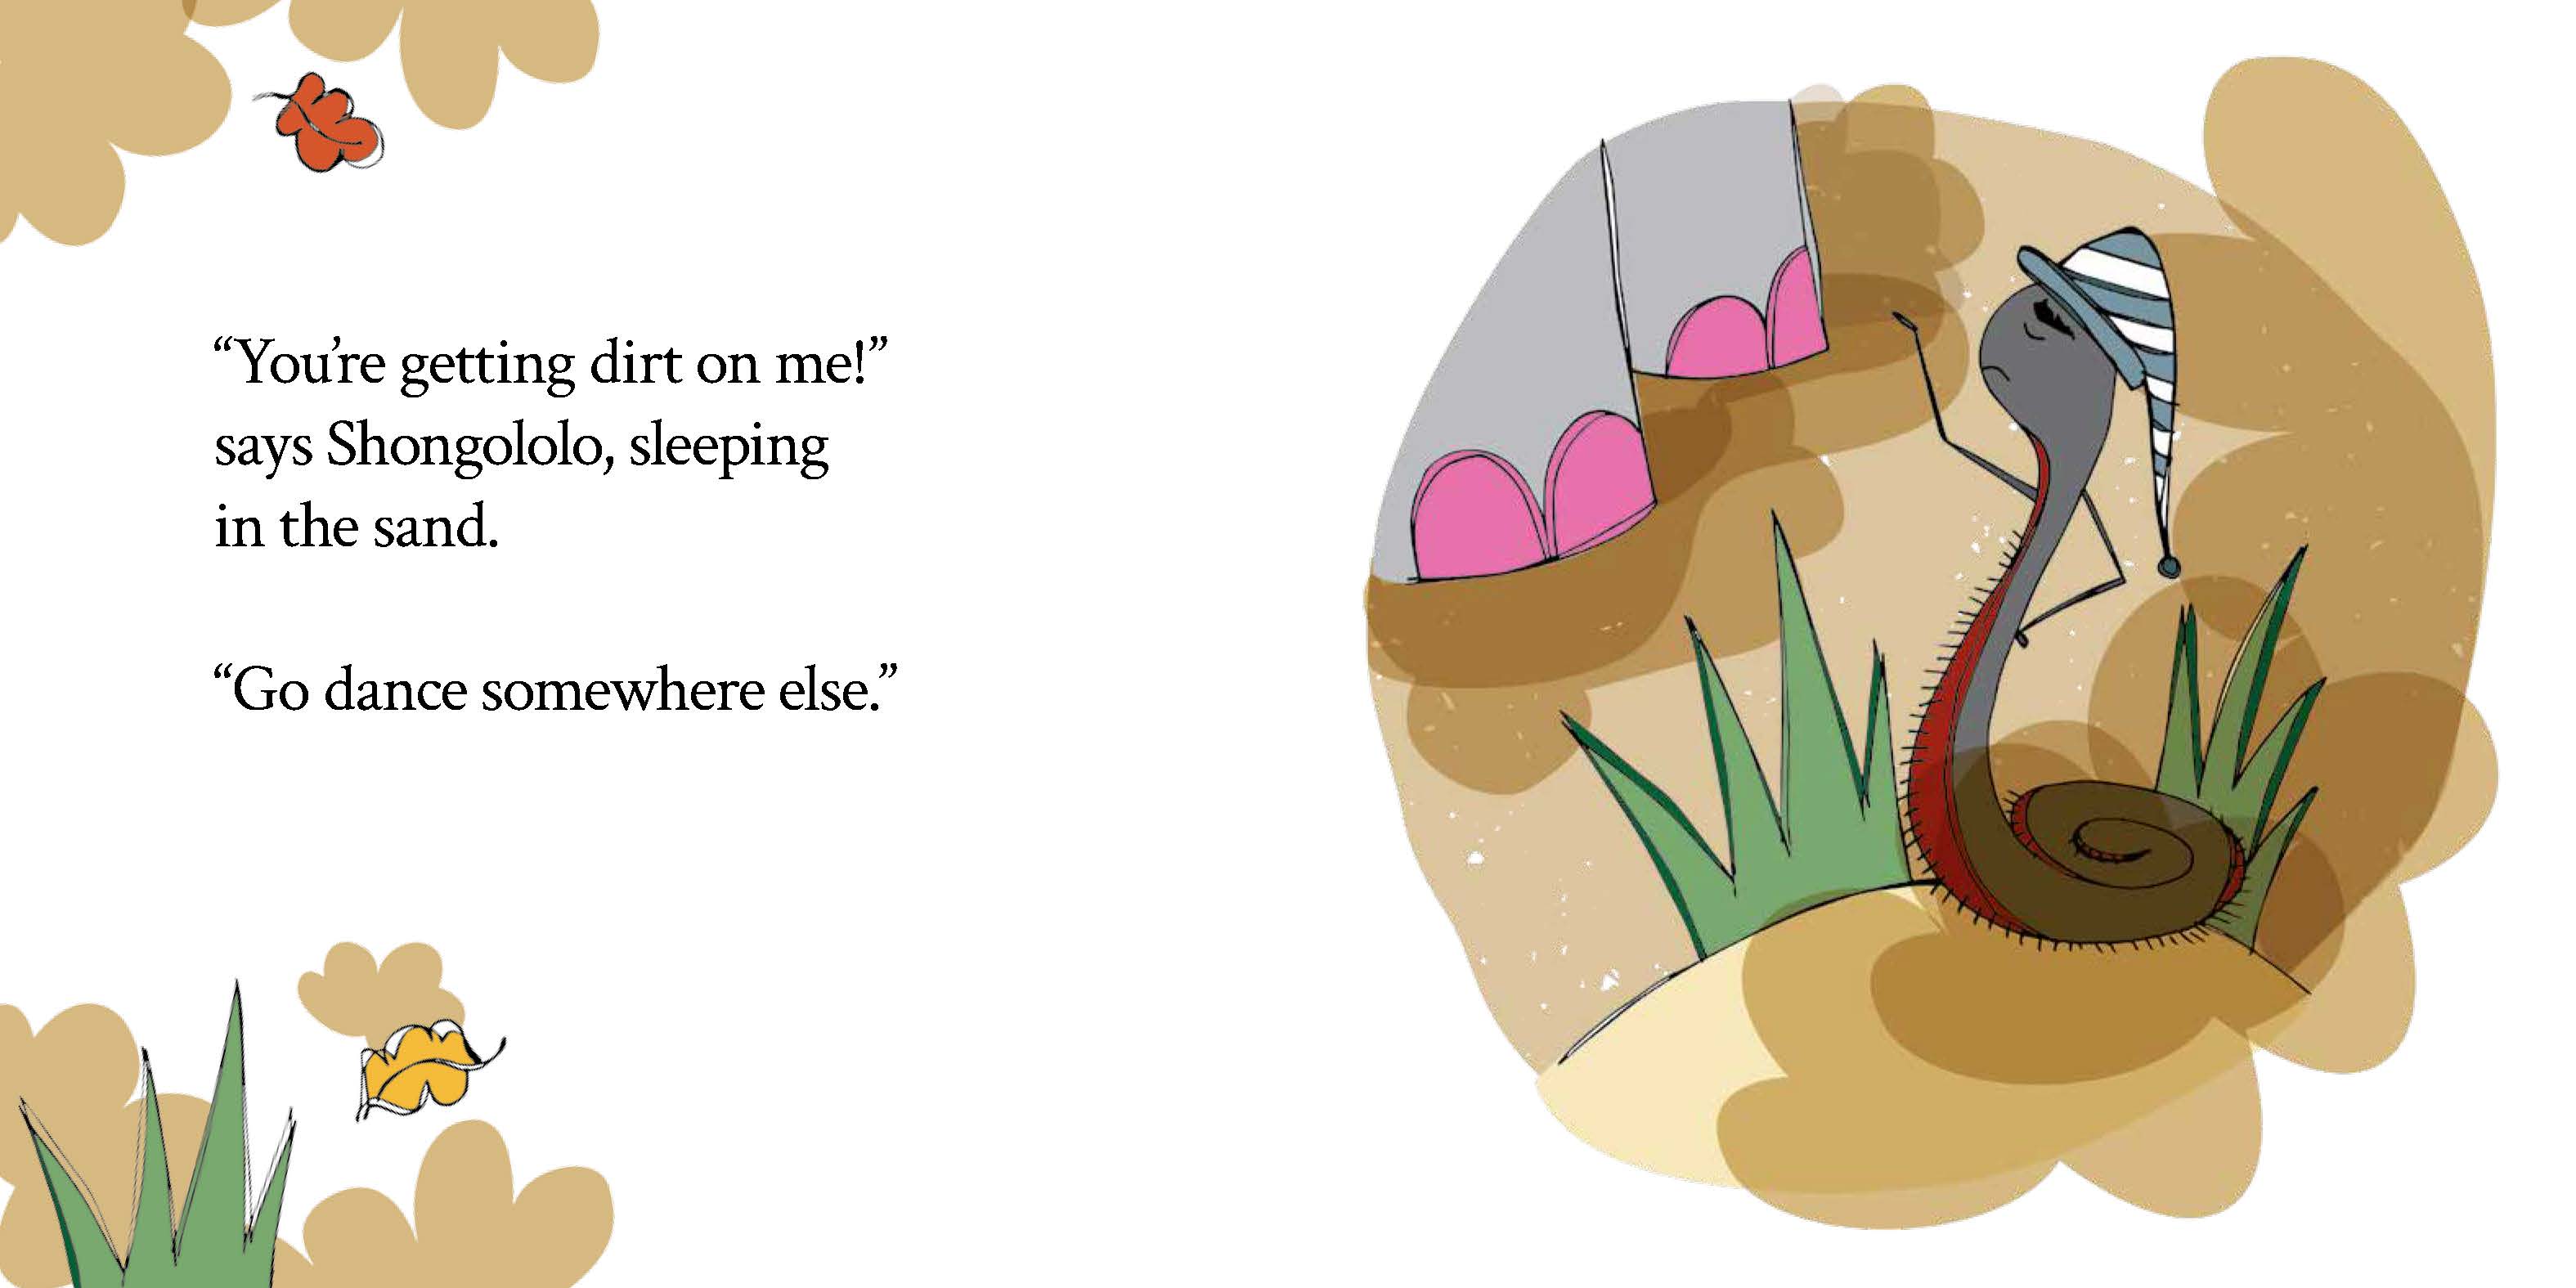 “You’re getting dirt on me!”
says Shongololo, sleeping
in the sand.
“Go dance somewhere else.”